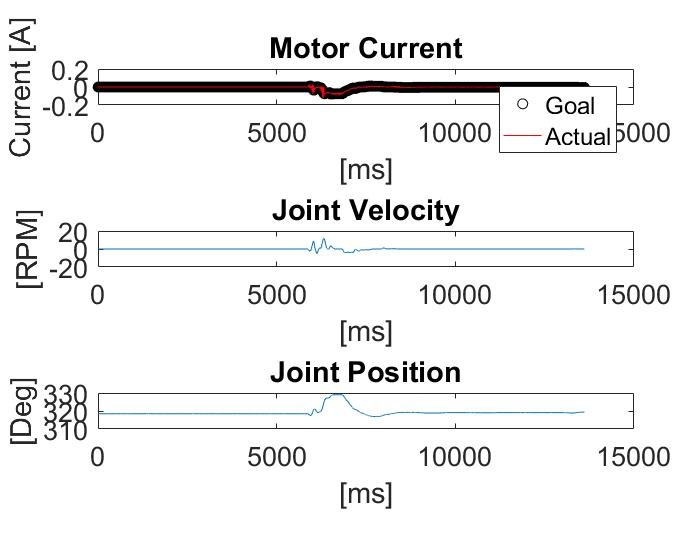 Motor Current
Current [A]
0.2
0
-0.2
Goal
Actual
0 5000 10000 15000
[ms]
Joint Velocity
[RPM]
20
0
-20
0 5000 10000 15000
[ms]
Joint Position
[Deg]
330
320
310
0 5000 10000 15000
[ms]